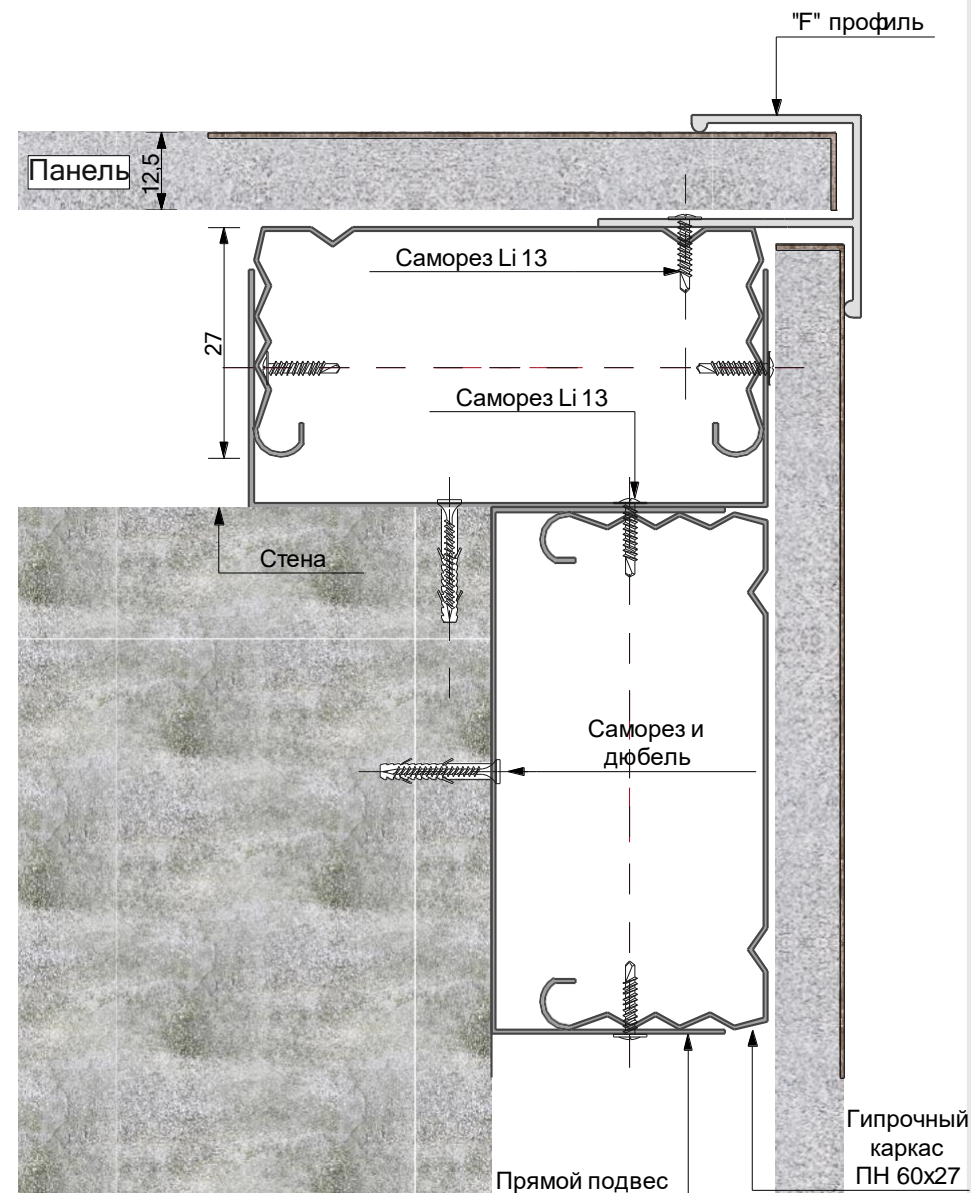 "F" профиль
Панель
12,5
Саморез Li 13
27
Саморез Li 13
Стена
Саморез и
дюбель
Гипрочный
каркас
ПН 60х27
Прямой подвес